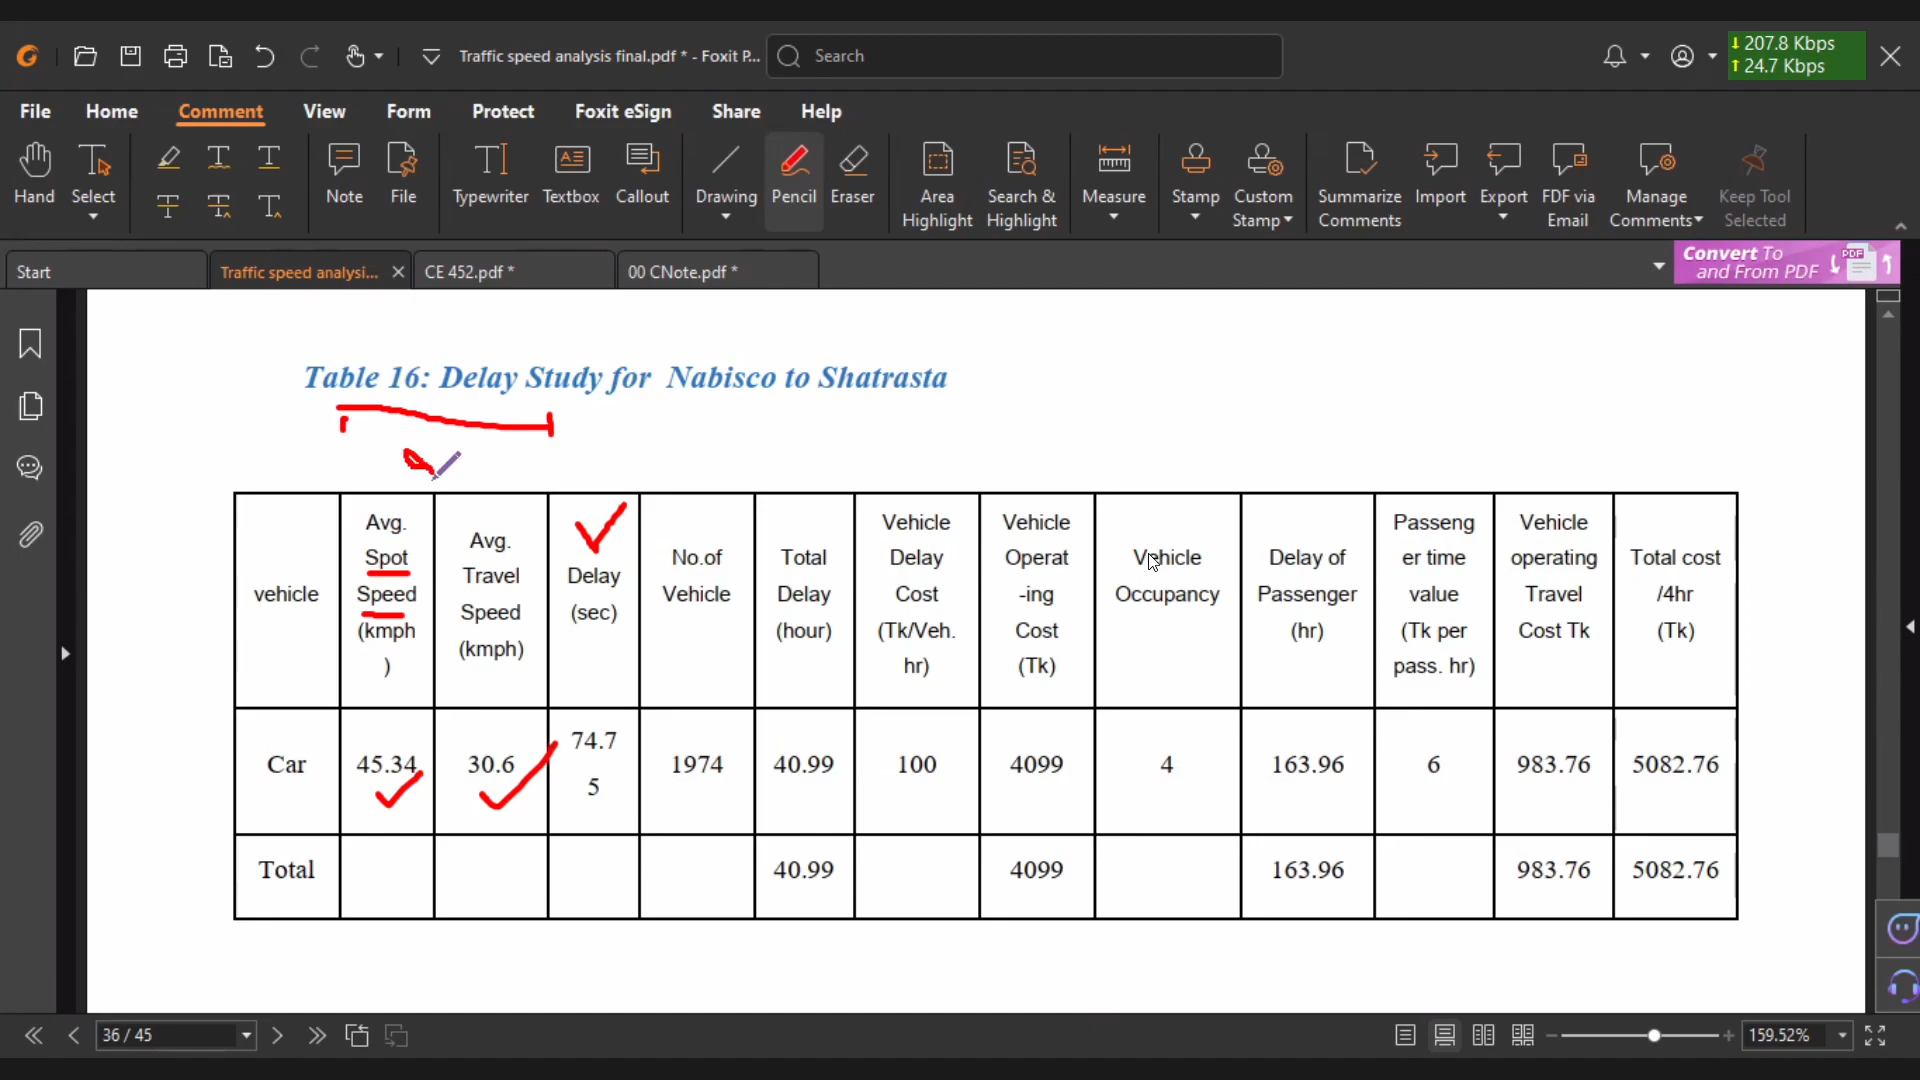 Traffic speed analysis final.pdf * - Foxit P...
Search
207.8 Kbps
24.7 Kbps
File Home Comment View Form Protect Foxit eSign Share Help
Hand Select Note File Typewriter Textbox Callout Drawing Pencil Eraser Area Highlight Search & Highlight Measure Stamp Custom Stamp Summarize Comments Import Export FDF via Email Manage Comments Keep Tool Selected
Start Traffic speed analysi... CE 452.pdf * 00 CNote.pdf *
Convert To
and From PDF
PDF
Table 16: Delay Study for Nabisco to Shatrasta
vehicle Avg. Spot Speed (kmph ) Avg. Travel Speed (kmph) Delay (sec) No.of Vehicle Total Delay (hour) Vehicle Delay Cost (Tk/Veh. hr) Vehicle Operat -ing Cost (Tk) Vehicle Occupancy Delay of Passenger (hr) Passeng er time value (Tk per pass. hr) Vehicle operating Travel Cost Tk Total cost /4hr (Tk)
Car 45.34 30.6 74.7 5 1974 40.99 100 4099 4 163.96 6 983.76 5082.76
Total 40.99 4099 163.96 983.76 5082.76
36 / 45
159.52%